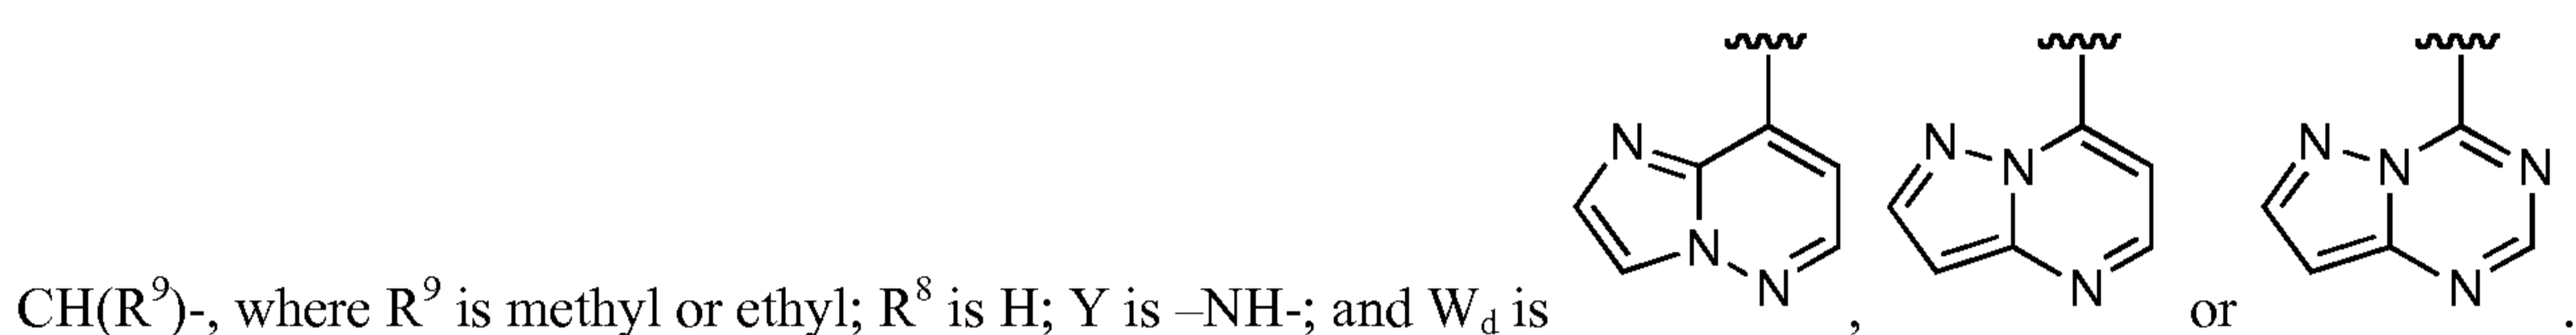 CH(R⁹)-, where R⁹ is methyl or ethyl; R⁸ is H; Y is –NH-; and W_d is N N N , N N N or N N N N .